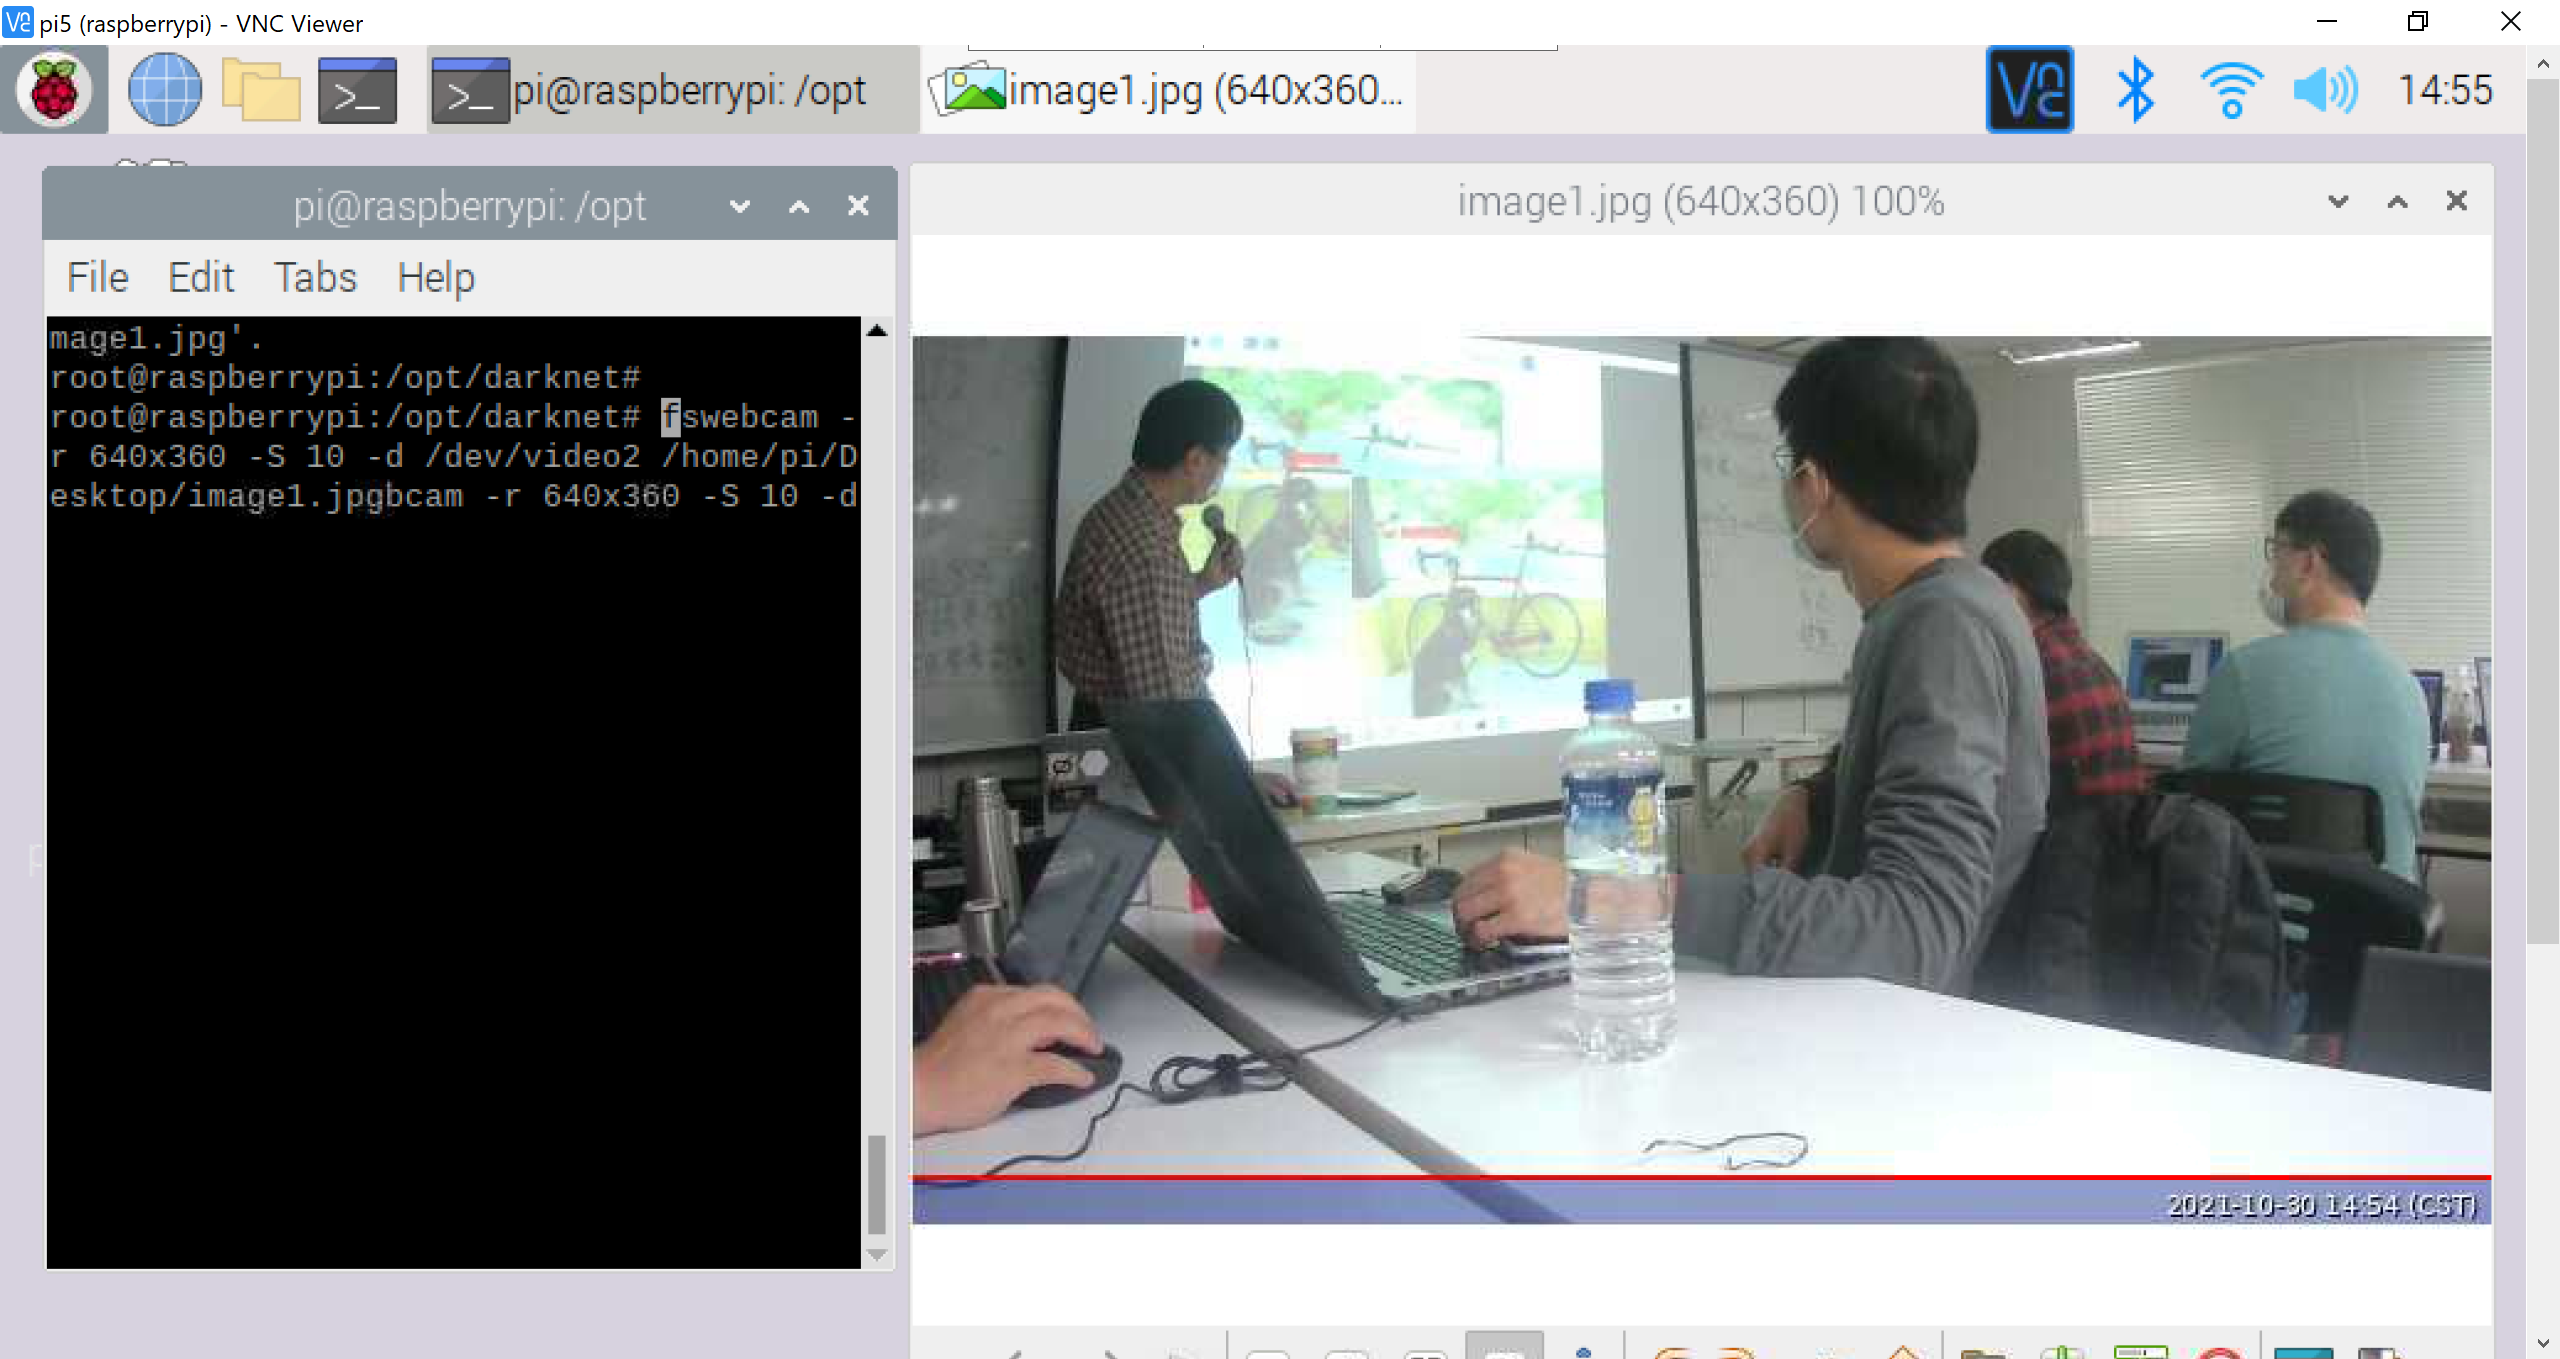 pi5 (raspberrypi) - VNC Viewer
pi@raspberrypi: /opt
image1.jpg (640x360...
14:55
pi@raspberrypi: /opt
File Edit Tabs Help
mage1.jpg'.
root@raspberrypi:/opt/darknet#
root@raspberrypi:/opt/darknet# fswebcam -
r 640x360 -S 10 -d /dev/video2 /home/pi/D
esktop/image1.jpgbcam -r 640x360 -S 10 -d
image1.jpg (640x360) 100%
2021-10-30 14:54 (CST)